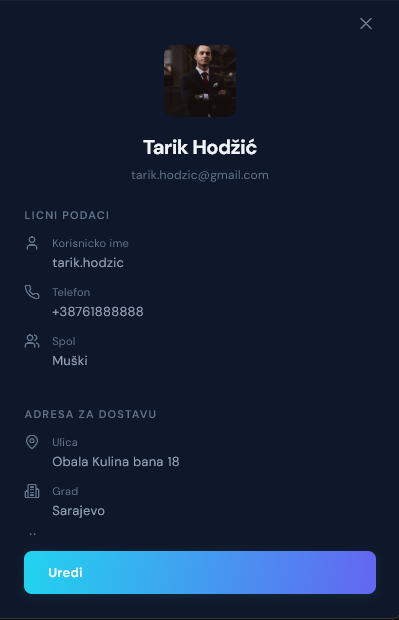 Tarik Hodžić
tarik.hodzic@gmail.com
LICNI PODACI
Korisnicko ime
tarik.hodzic
Telefon
+38761888888
Spol
Muški
ADRESA ZA DOSTAVU
Ulica
Obala Kulina bana 18
Grad
Sarajevo
Uredi